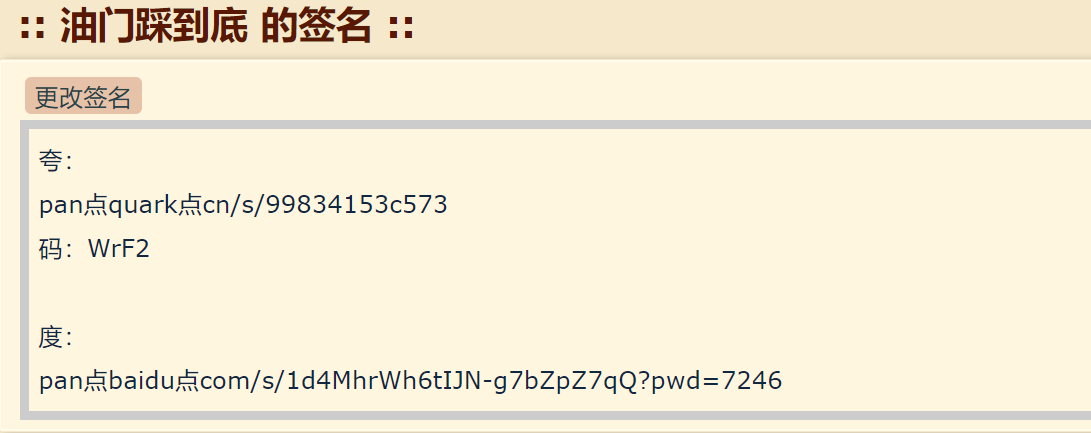 :: 油门踩到底 的签名 ::
更改签名
夸：
pan点quark点cn/s/99834153c573
码：WrF2
度：
pan点baidu点com/s/1d4MhrWh6tIJN-g7bZpZ7qQ?pwd=7246